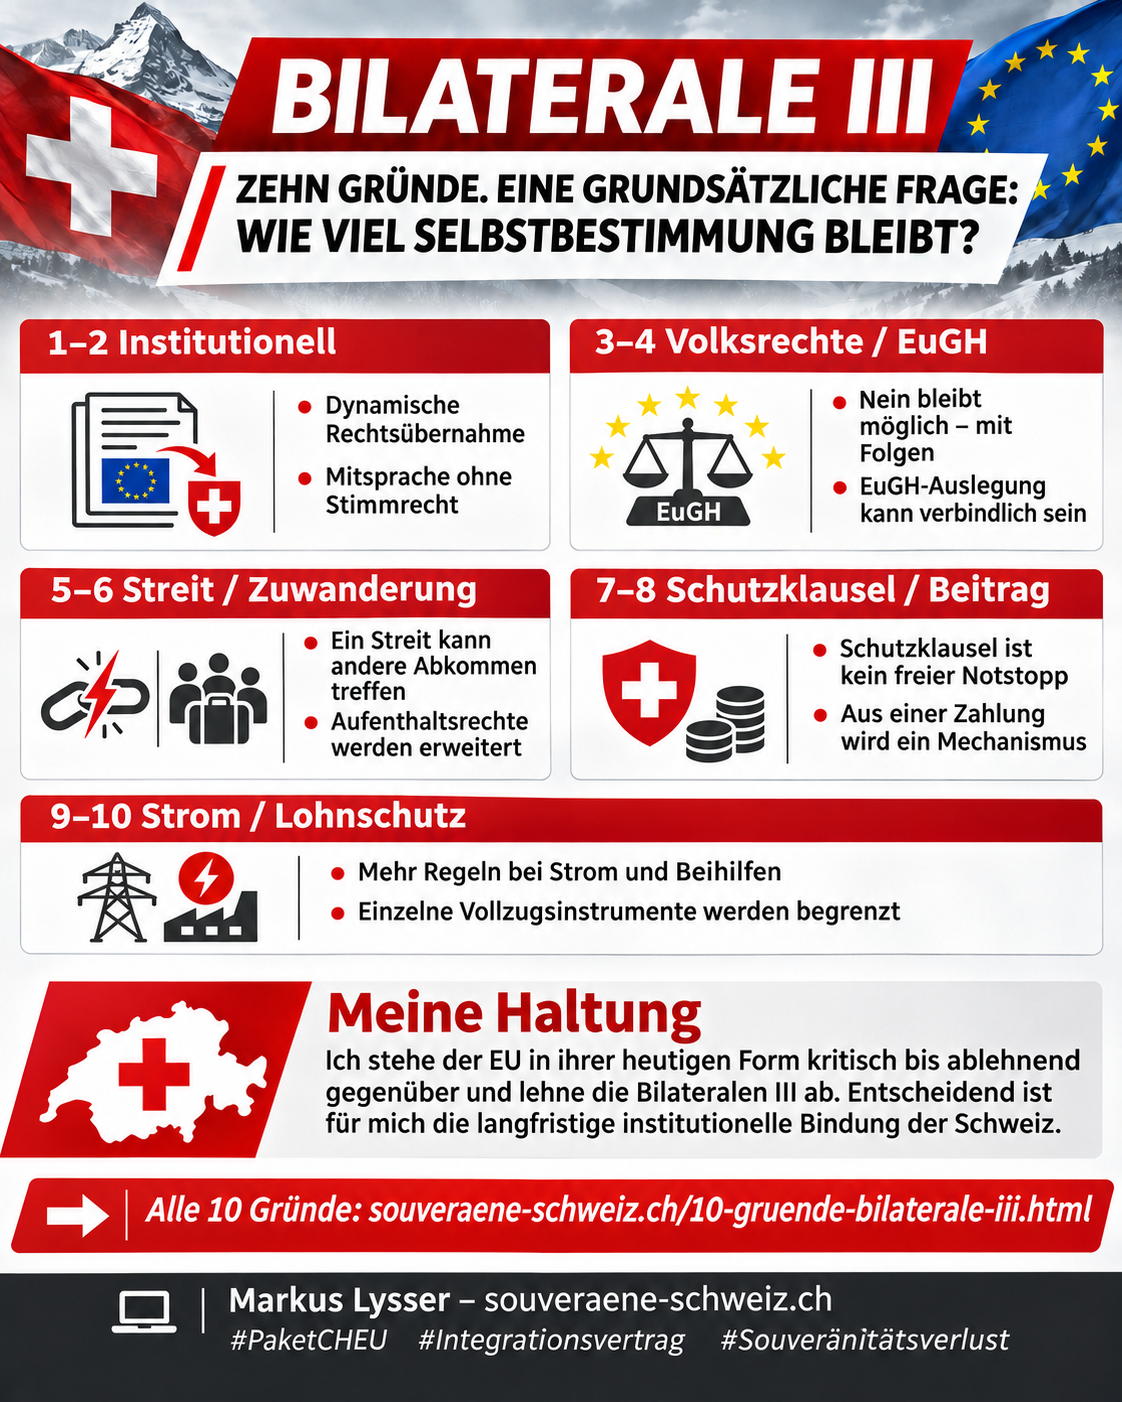 BILATERALE III
ZEHN GRÜNDE. EINE GRUNDSÄTZLICHE FRAGE:
WIE VIEL SELBSTBESTIMMUNG BLEIBT?
1–2 Institutionell
• Dynamische
Rechtsübernahme
• Mitsprache ohne
Stimmrecht
3–4 Volksrechte / EuGH
EuGH
• Nein bleibt
möglich – mit
Folgen
• EuGH-Auslegung
kann verbindlich sein
5–6 Streit / Zuwanderung
• Ein Streit kann
andere Abkommen
treffen
• Aufenthaltsrechte
werden erweitert
7–8 Schutzklausel / Beitrag
• Schutzklausel ist
kein freier Notstopp
• Aus einer Zahlung
wird ein Mechanismus
9–10 Strom / Lohnschutz
• Mehr Regeln bei Strom und Beihilfen
• Einzelne Vollzugsinstrumente werden begrenzt
Meine Haltung
Ich stehe der EU in ihrer heutigen Form kritisch bis ablehnend
gegenüber und lehne die Bilateralen III ab. Entscheidend ist
für mich die langfristige institutionelle Bindung der Schweiz.
Alle 10 Gründe: souveraene-schweiz.ch/10-gruende-bilaterale-iii.html
Markus Lysser – souveraene-schweiz.ch
#PaketCHEU #Integrationsvertrag #Souveränitätsverlust